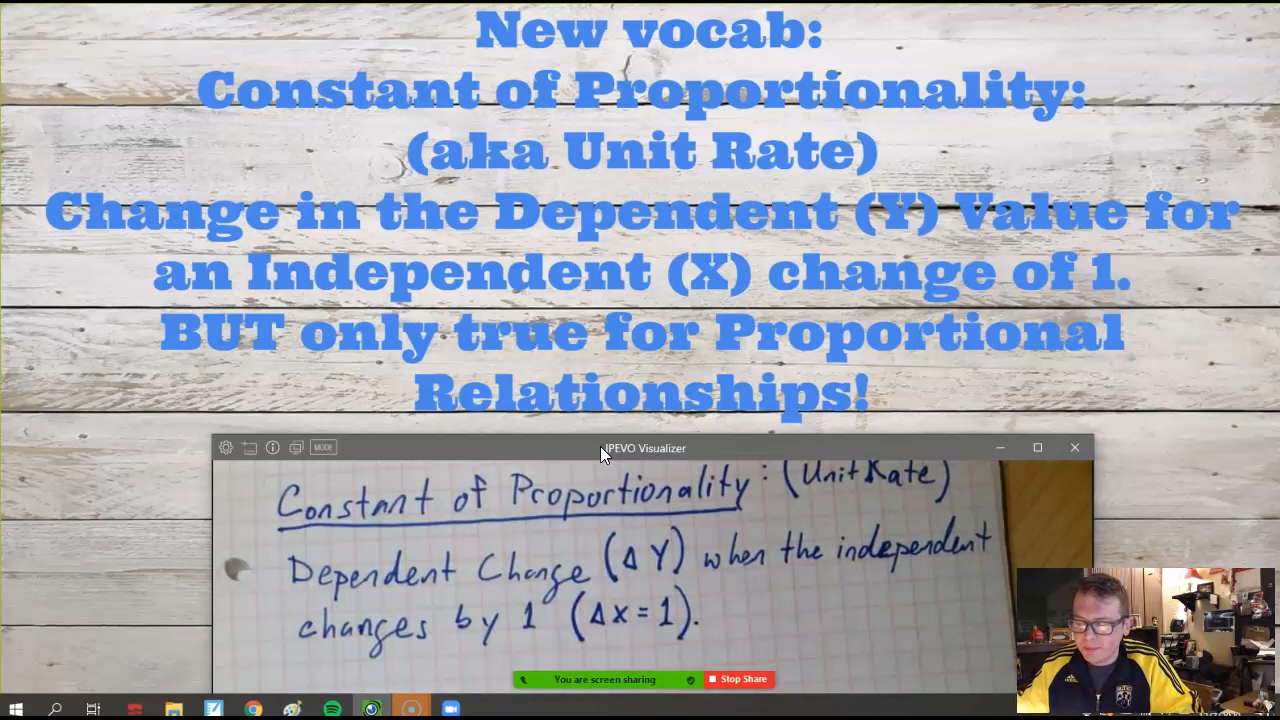 New vocab:
Constant of Proportionality:
(aka Unit Rate)
Change in the Dependent (Y) Value for
an Independent (X) change of 1.
BUT only true for Proportional
Relationships!
MODE
IPEVO Visualizer
Constant of Proportionality: (Unit Rate)
Dependent Change (Δ Y) when the independent
changes by 1 (Δx = 1).
You are screen sharing
Stop Share